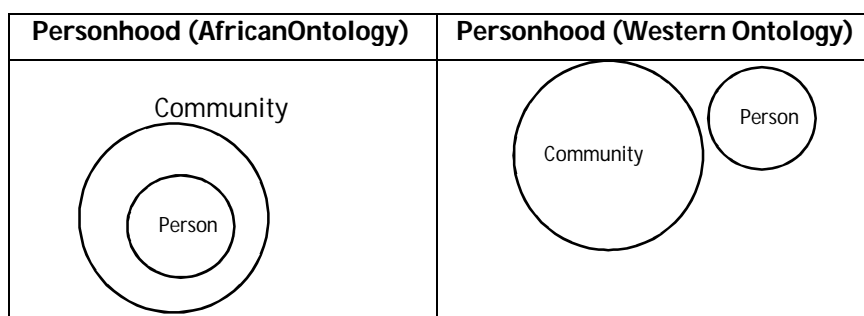 Personhood (AfricanOntology)
Personhood (Western Ontology)
Community
Person
Community
Person